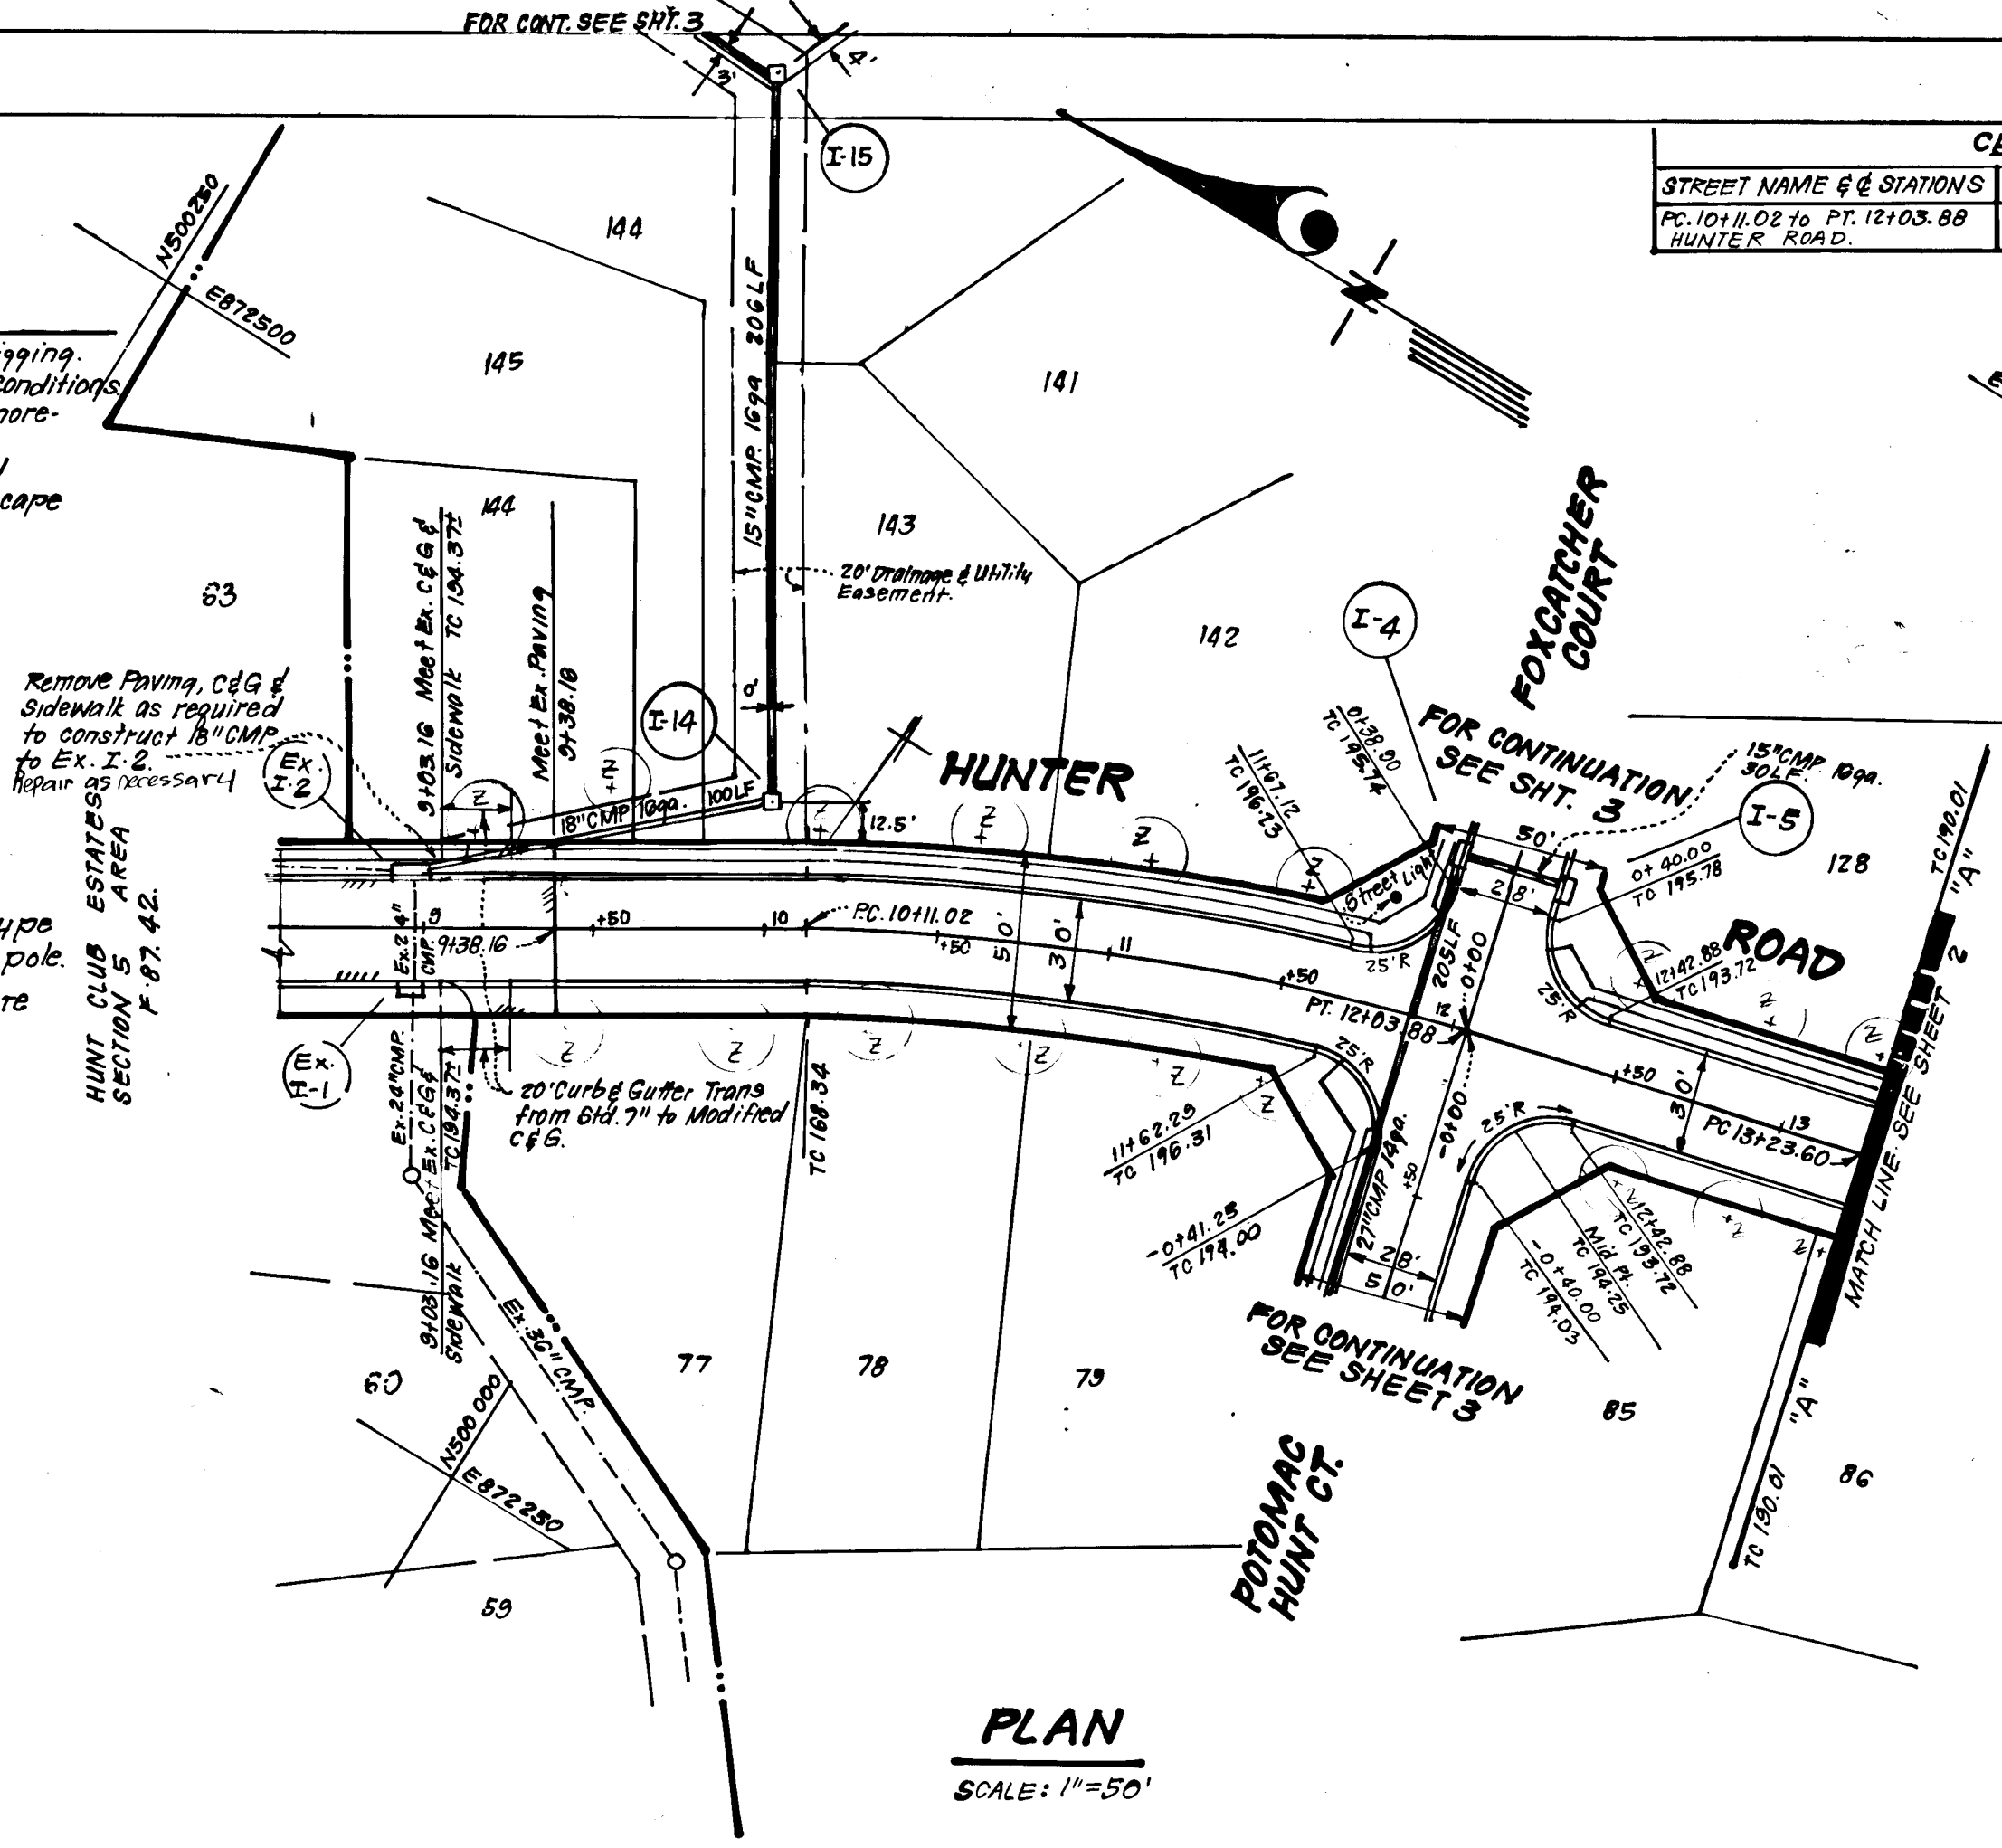 FOR CONT. SEE SHT. 3
3'
4'
I-15
CE
STREET NAME & ℄ STATIONS
PC. 10+11.02 to PT. 12+03.88
HUNTER ROAD.
N500250
E872500
144
145
141
N
15" CMP. 16ga 206 LF
igging.
conditions.
more-
cape
63
144
143
142
9+03.16 Meet Ex. C&G &
Sidewalk TC 194.37±
Meet Ex. Paving
9+38.16
20' Drainage & Utility
Easement.
I-4
FOXCATCHER
COURT
Remove Paving, C&G &
Sidewalk as required
to construct 18" CMP
to Ex. I-2.
Repair as necessary
Ex.
I-2
I-14
18" CMP 16ga. 100LF
12.5'
HUNTER
0+38.90
TC 195.74
11+67.12
TC 196.23
FOR CONTINUATION
SEE SHT. 3
15" CMP. 16ga.
30LF.
I-5
50'
28'
0+40.00
TC 195.78
128
TC 190.01
"A"
Street Light
HUNT CLUB ESTATES
SECTION 5 AREA
F-87.42.
ype
pole.
Ex. 24"
CMP.
9
9+38.16
+50
10
P.C. 10+11.02
+50
50'
30'
11
+50
25'R
PT. 12+03.88
205LF
12
0+00
25'R
12+42.88
TC 193.72
ROAD
Ex.
I-1
Ex. 24" CMP.
9+03.16 Meet Ex. C&G &
Sidewalk TC 194.37±
20' Curb & Gutter Trans
from Std. 7" to Modified
C&G.
TC 168.34
11+62.29
TC 196.31
25'R
-0+00
+50
27" CMP 14ga.
25'R
+50
30'
13
PC 13+23.60
MATCH LINE. SEE SHEET 2
-0+41.25
TC 194.00
28'
50'
12+42.88
TC 193.72
Mid Pt.
TC 194.25
-0+40.00
TC 194.03
FOR CONTINUATION
SEE SHEET 3
Ex. 36" CMP.
60
77
78
79
85
86
"A"
TC 190.01
N500 000
E872250
59
POTOMAC
HUNT CT.
PLAN
SCALE: 1"=50'